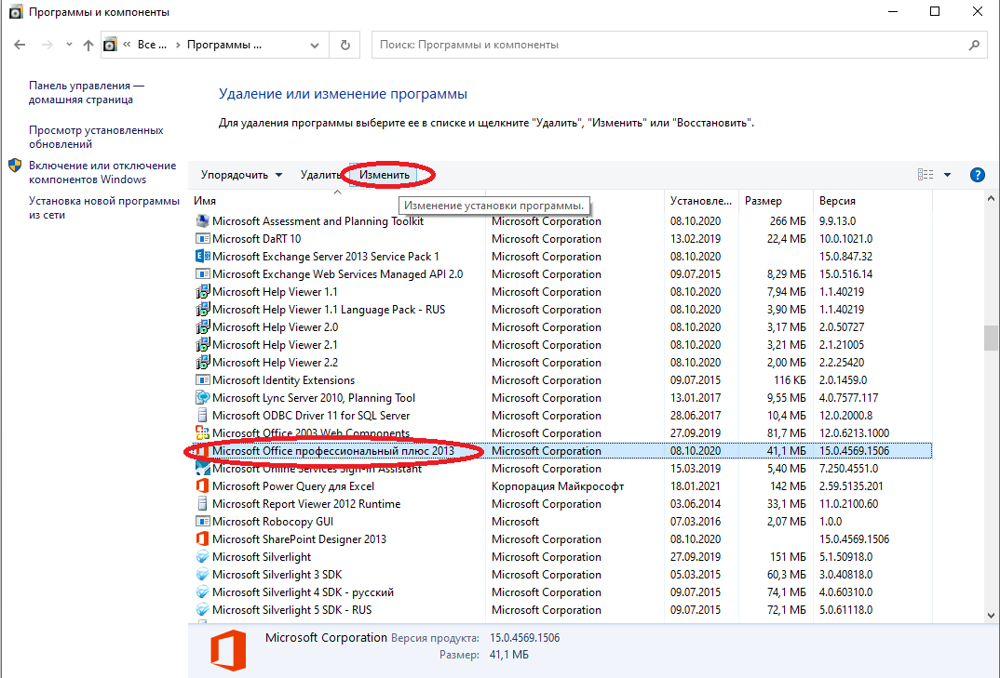 Программы и компоненты
Все ... Программы ...
Поиск: Программы и компоненты
Панель управления —
домашняя страница
Просмотр установленных
обновлений
Включение или отключение
компонентов Windows
Установка новой программы
из сети
Удаление или изменение программы
Для удаления программы выберите ее в списке и щелкните "Удалить", "Изменить" или "Восстановить".
Упорядочить Удалить Изменить
Изменение установки программы.
Имя Установле... Размер Версия
Microsoft Assessment and Planning Toolkit Microsoft Corporation 08.10.2020 266 МБ 9.9.13.0
Microsoft DaRT 10 Microsoft Corporation 13.02.2019 22,4 МБ 10.0.1021.0
Microsoft Exchange Server 2013 Service Pack 1 Microsoft Corporation 08.10.2020 15.0.847.32
Microsoft Exchange Web Services Managed API 2.0 Microsoft Corporation 09.07.2015 8,29 МБ 15.0.516.14
Microsoft Help Viewer 1.1 Microsoft Corporation 08.10.2020 7,94 МБ 1.1.40219
Microsoft Help Viewer 1.1 Language Pack - RUS Microsoft Corporation 08.10.2020 3,90 МБ 1.1.40219
Microsoft Help Viewer 2.0 Microsoft Corporation 08.10.2020 3,17 МБ 2.0.50727
Microsoft Help Viewer 2.1 Microsoft Corporation 08.10.2020 3,21 МБ 2.1.21005
Microsoft Help Viewer 2.2 Microsoft Corporation 08.10.2020 2,00 МБ 2.2.25420
Microsoft Identity Extensions Microsoft Corporation 09.07.2015 116 КБ 2.0.1459.0
Microsoft Lync Server 2010, Planning Tool Microsoft Corporation 13.01.2017 9,55 МБ 4.0.7577.117
Microsoft ODBC Driver 11 for SQL Server Microsoft Corporation 28.06.2017 10,4 МБ 12.0.2000.8
Microsoft Office 2003 Web Components Microsoft Corporation 27.09.2019 81,7 МБ 12.0.6213.1000
Microsoft Office профессиональный плюс 2013 Microsoft Corporation 08.10.2020 41,1 МБ 15.0.4569.1506
Microsoft Online Services Sign-in Assistant Microsoft Corporation 15.03.2019 5,40 МБ 7.250.4551.0
Microsoft Power Query для Excel Корпорация Майкрософт 18.01.2021 142 МБ 2.59.5135.201
Microsoft Report Viewer 2012 Runtime Microsoft Corporation 03.06.2014 33,1 МБ 11.0.2100.60
Microsoft Robocopy GUI Microsoft 07.03.2016 2,07 МБ 1.0.0
Microsoft SharePoint Designer 2013 Microsoft Corporation 08.10.2020 15.0.4569.1506
Microsoft Silverlight Microsoft Corporation 27.09.2019 151 МБ 5.1.50918.0
Microsoft Silverlight 3 SDK Microsoft Corporation 05.03.2015 60,3 МБ 3.0.40818.0
Microsoft Silverlight 4 SDK - русский Microsoft Corporation 09.07.2015 74,1 МБ 4.0.60310.0
Microsoft Silverlight 5 SDK - RUS Microsoft Corporation 09.07.2015 72,1 МБ 5.0.61118.0
Microsoft Corporation Версия продукта: 15.0.4569.1506
Размер: 41,1 МБ